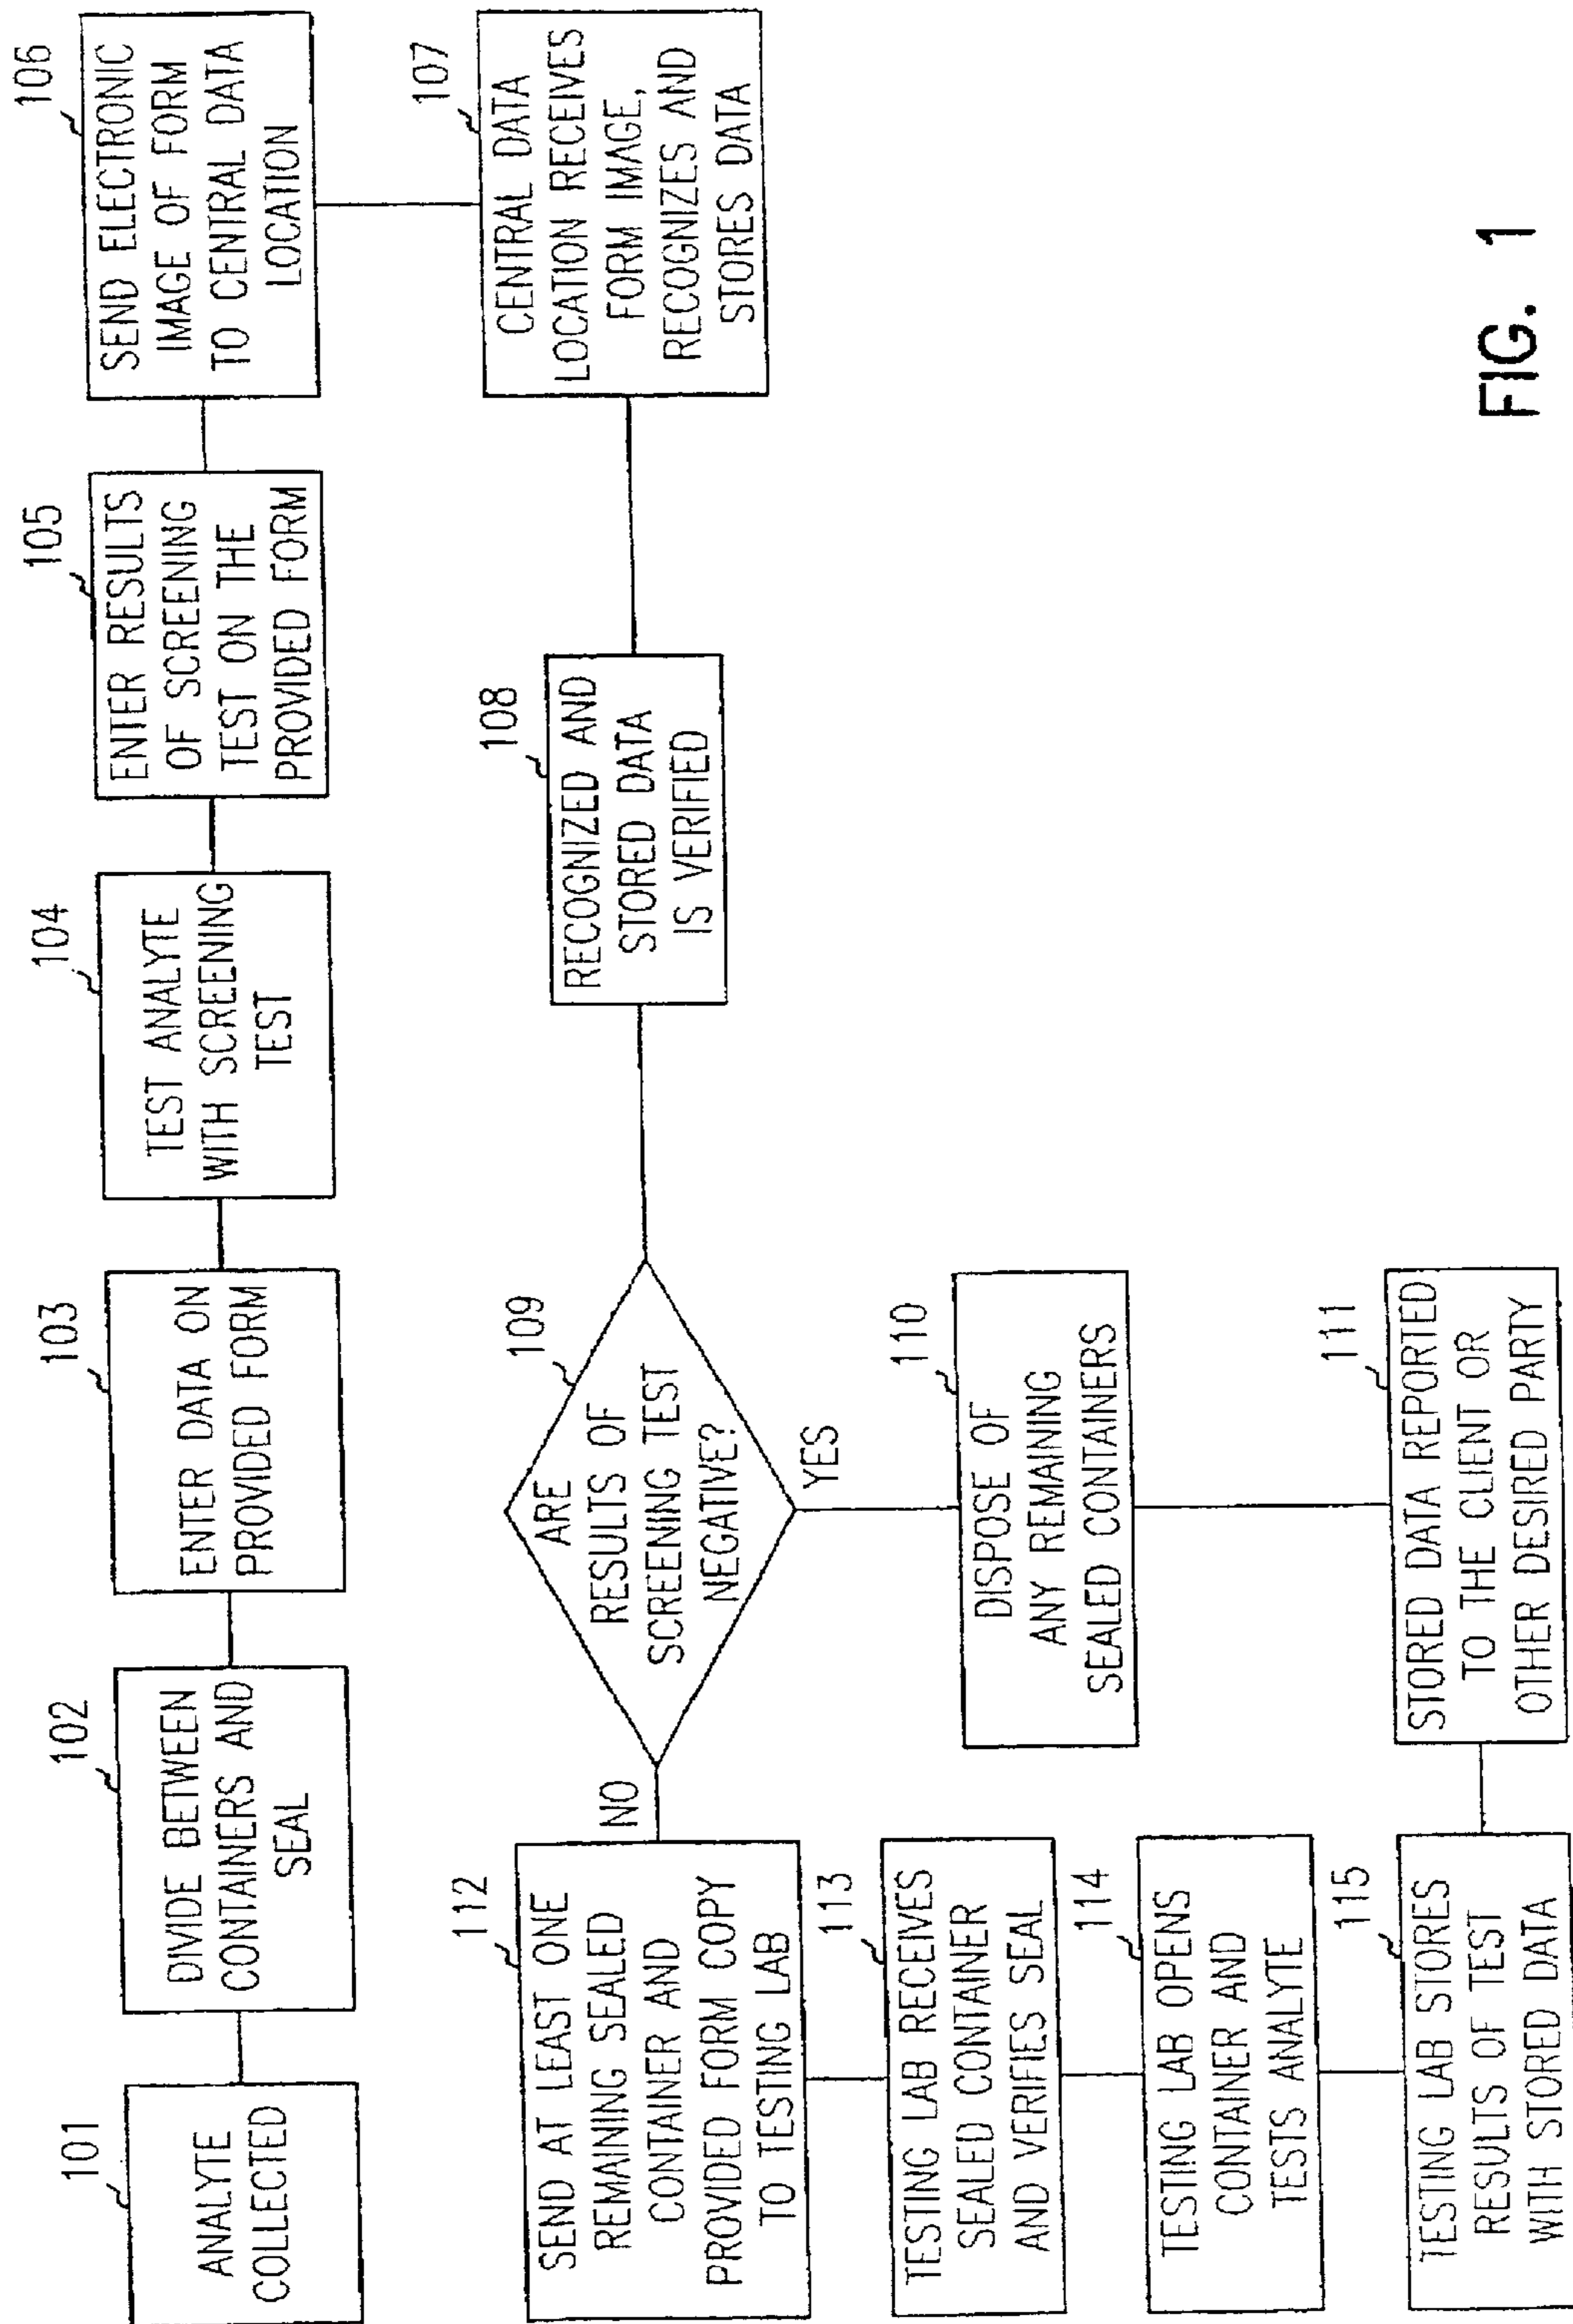 101
ANALYTE
COLLECTED
102
DIVIDE BETWEEN
CONTAINERS AND
SEAL
103
ENTER DATA ON
PROVIDED FORM
104
TEST ANALYTE
WITH SCREENING
TEST
105
ENTER RESULTS
OF SCREENING
TEST ON THE
PROVIDED FORM
106
SEND ELECTRONIC
IMAGE OF FORM
TO CENTRAL DATA
LOCATION
107
CENTRAL DATA
LOCATION RECEIVES
FORM IMAGE,
RECOGNIZES AND
STORES DATA
108
RECOGNIZED AND
STORED DATA
IS VERIFIED
109
ARE
RESULTS OF
SCREENING TEST
NEGATIVE?
YES
110
DISPOSE OF
ANY REMAINING
SEALED CONTAINERS
111
STORED DATA REPORTED
TO THE CLIENT OR
OTHER DESIRED PARTY
NO
112
SEND AT LEAST ONE
REMAINING SEALED
CONTAINER AND
PROVIDED FORM COPY
TO TESTING LAB
113
TESTING LAB RECEIVES
SEALED CONTAINER
AND VERIFIES SEAL
114
TESTING LAB OPENS
CONTAINER AND
TESTS ANALYTE
115
TESTING LAB STORES
RESULTS OF TEST
WITH STORED DATA
FIG. 1